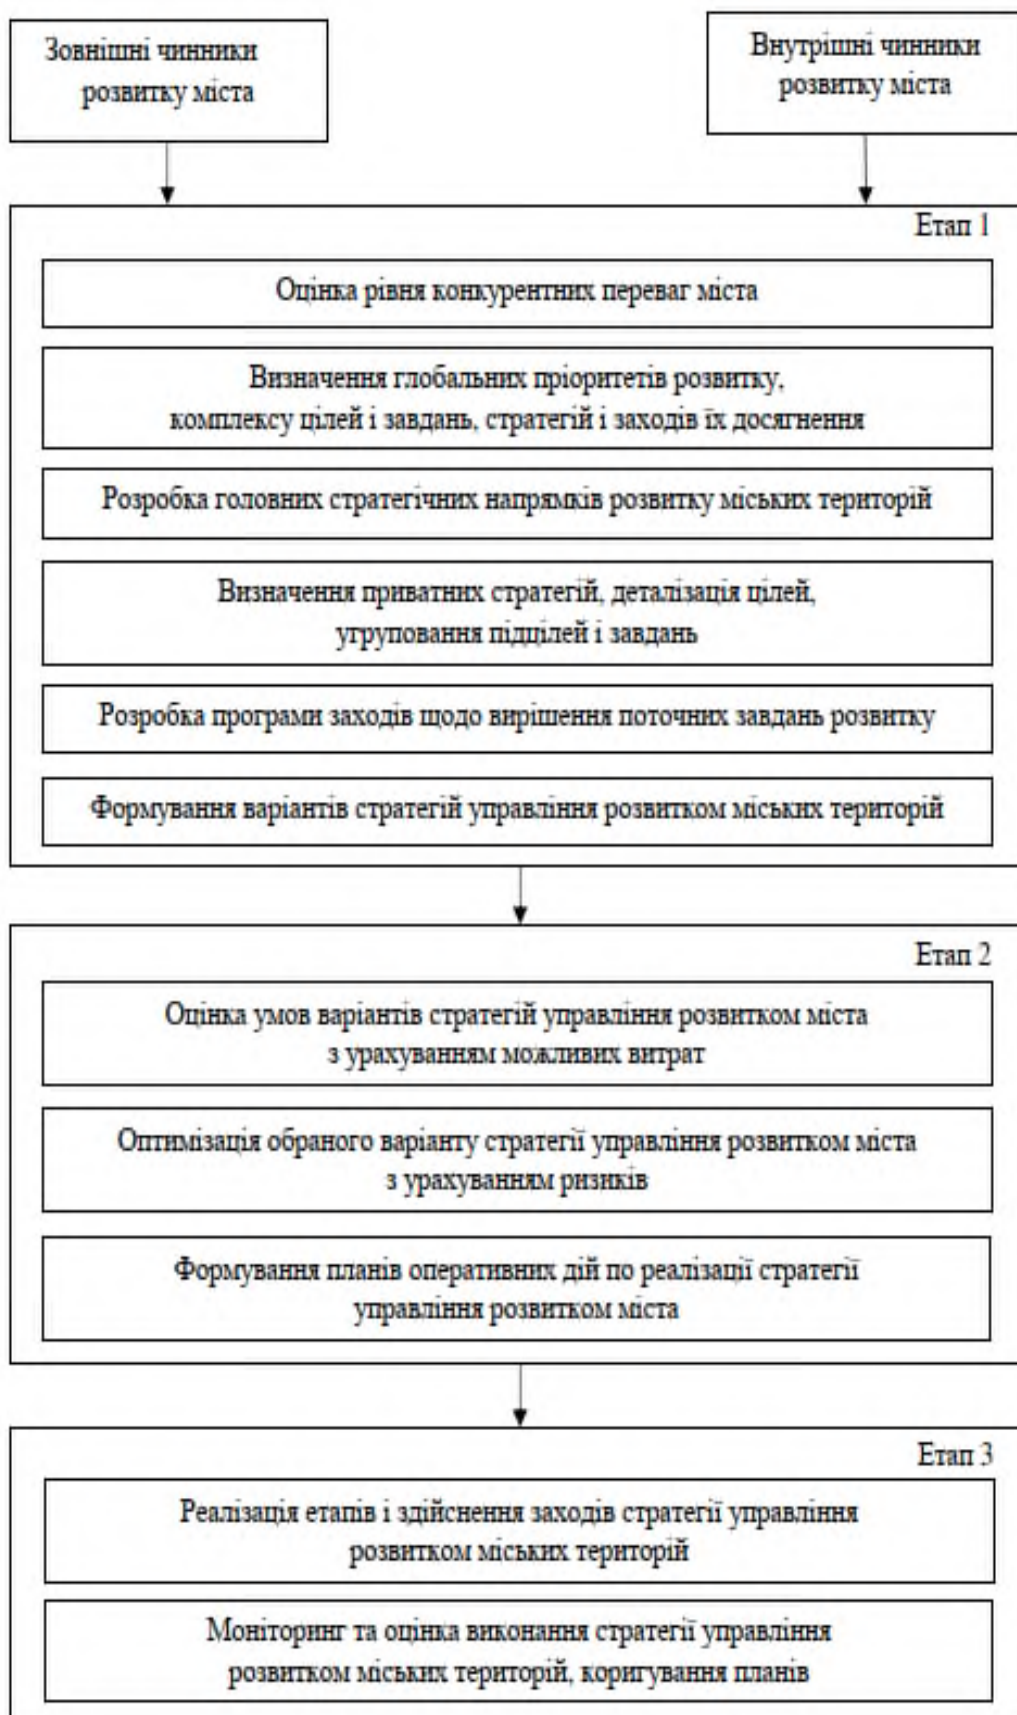 Зовнішні чинники
розвитку міста
Внутрішні чинники
розвитку міста
Етап 1
Оцінка рівня конкурентних переваг міста
Визначення глобальних пріоритетів розвитку,
комплексу цілей і завдань, стратегій і заходів їх досягнення
Розробка головних стратегічних напрямків розвитку міських територій
Визначення приватних стратегій, деталізація цілей,
угруповання підцілей і завдань
Розробка програми заходів щодо вирішення поточних завдань розвитку
Формування варіантів стратегій управління розвитком міських територій
Етап 2
Оцінка умов варіантів стратегій управління розвитком міста
з урахуванням можливих витрат
Оптимізація обраного варіанту стратегії управління розвитком міста
з урахуванням ризиків
Формування планів оперативних дій по реалізації стратегії
управління розвитком міста
Етап 3
Реалізація етапів і здійснення заходів стратегії управління
розвитком міських територій
Моніторинг та оцінка виконання стратегії управління
розвитком міських територій, коригування планів